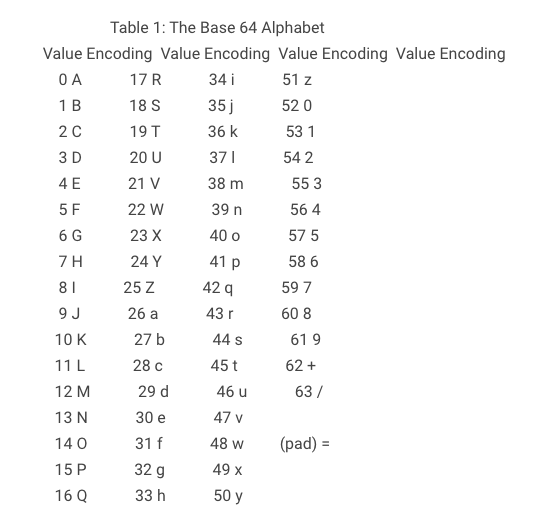 Table 1: The Base 64 Alphabet
Value Encoding Value Encoding Value Encoding Value Encoding
0 A 17 R 34 i 51 z
1 B 18 S 35 j 52 0
2 C 19 T 36 k 53 1
3 D 20 U 37 l 54 2
4 E 21 V 38 m 55 3
5 F 22 W 39 n 56 4
6 G 23 X 40 o 57 5
7 H 24 Y 41 p 58 6
8 I 25 Z 42 q 59 7
9 J 26 a 43 r 60 8
10 K 27 b 44 s 61 9
11 L 28 c 45 t 62 +
12 M 29 d 46 u 63 /
13 N 30 e 47 v
14 O 31 f 48 w (pad) =
15 P 32 g 49 x
16 Q 33 h 50 y